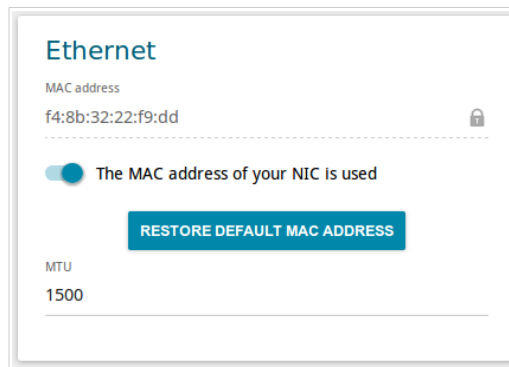 Ethernet
MAC address
f4:8b:32:22:f9:dd
The MAC address of your NIC is used
RESTORE DEFAULT MAC ADDRESS
MTU
1500